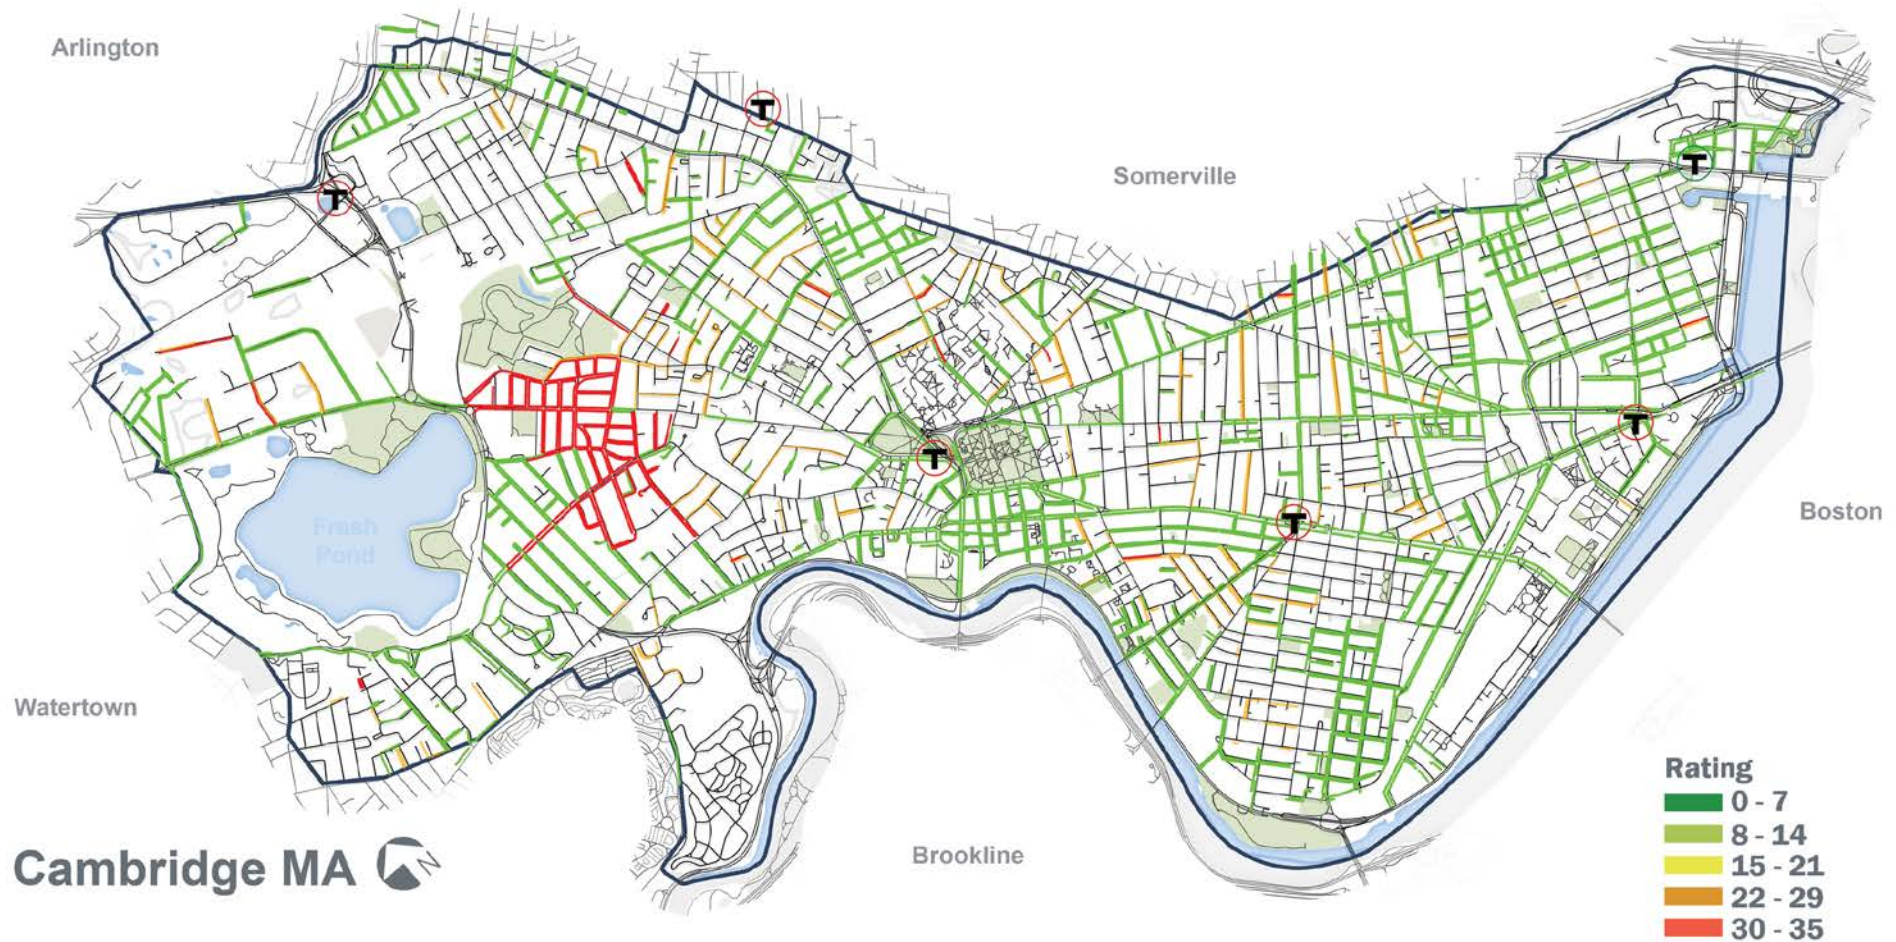 Arlington
T
T
Somerville
T
T
Boston
T
T
Fresh
Pond
Watertown
Brookline
Cambridge MA
N
Rating
0 - 7
8 - 14
15 - 21
22 - 29
30 - 35